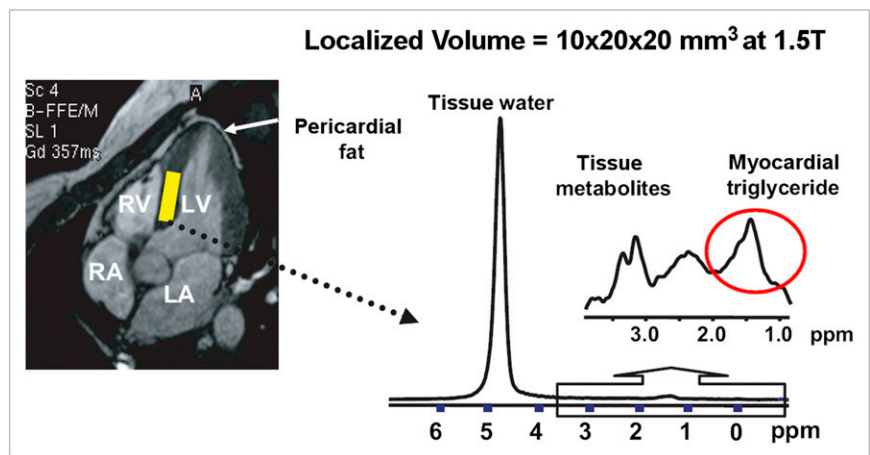 Localized Volume = 10x20x20 mm³ at 1.5T
Sc 4
B-FFE/M
SL 1
Gd 357ms
A
RV
LV
RA
LA
Pericardial
fat
Tissue water
Tissue
metabolites
Myocardial
triglyceride
3.0 2.0 1.0 ppm
6 5 4 3 2 1 0 ppm